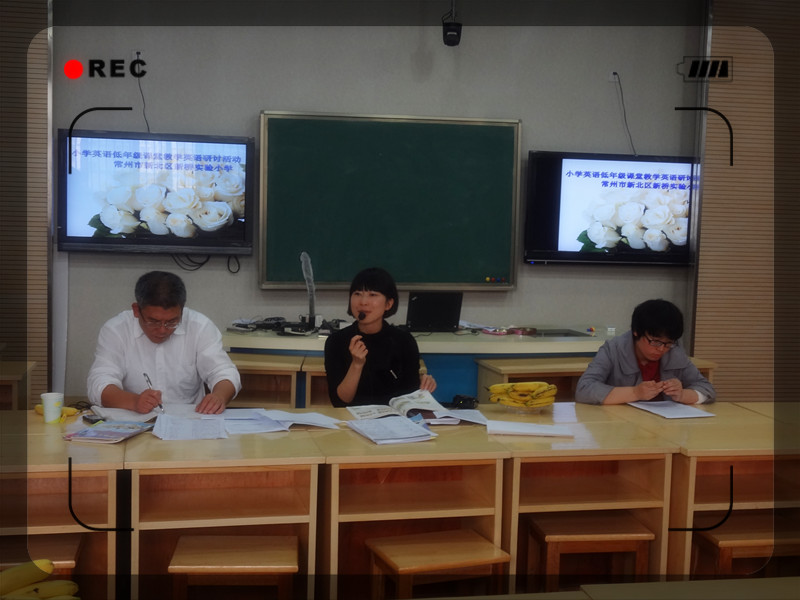 REC
小学英语低年级课堂教学英语研讨活动
常州市新北区新桥实验小学
小学英语低年级课堂教学英语研讨
常州市新北区新桥实验小学